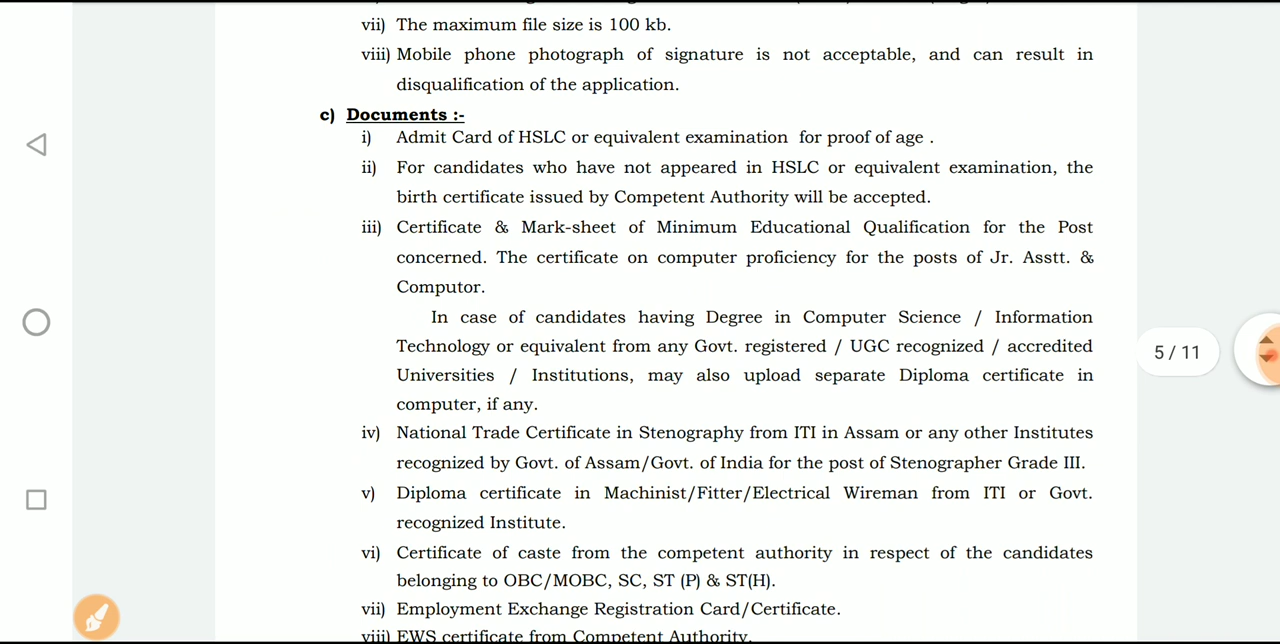 vii) The maximum file size is 100 kb.
viii) Mobile phone photograph of signature is not acceptable, and can result in
disqualification of the application.
c) Documents :-
i) Admit Card of HSLC or equivalent examination for proof of age .
ii) For candidates who have not appeared in HSLC or equivalent examination, the
birth certificate issued by Competent Authority will be accepted.
iii) Certificate & Mark-sheet of Minimum Educational Qualification for the Post
concerned. The certificate on computer proficiency for the posts of Jr. Asstt. &
Computor.
In case of candidates having Degree in Computer Science / Information
Technology or equivalent from any Govt. registered / UGC recognized / accredited
Universities / Institutions, may also upload separate Diploma certificate in
computer, if any.
iv) National Trade Certificate in Stenography from ITI in Assam or any other Institutes
recognized by Govt. of Assam/Govt. of India for the post of Stenographer Grade III.
v) Diploma certificate in Machinist/Fitter/Electrical Wireman from ITI or Govt.
recognized Institute.
vi) Certificate of caste from the competent authority in respect of the candidates
belonging to OBC/MOBC, SC, ST (P) & ST(H).
vii) Employment Exchange Registration Card/Certificate.
viii) EWS certificate from Competent Authority.
5 / 11